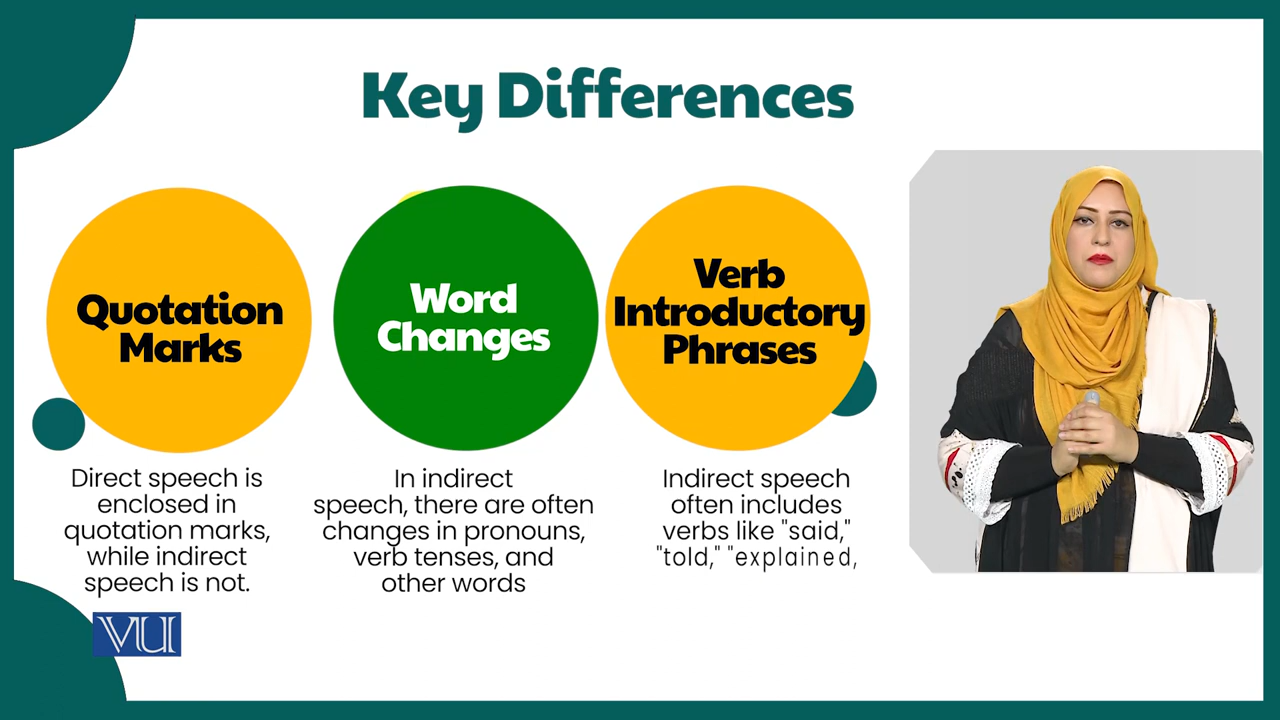 Key Differences
Quotation
Marks
Direct speech is
enclosed in
quotation marks,
while indirect
speech is not.
Word
Changes
In indirect
speech, there are often
changes in pronouns,
verb tenses, and
other words
Verb
Introductory
Phrases
Indirect speech
often includes
verbs like "said,"
"told," "explained,
VU